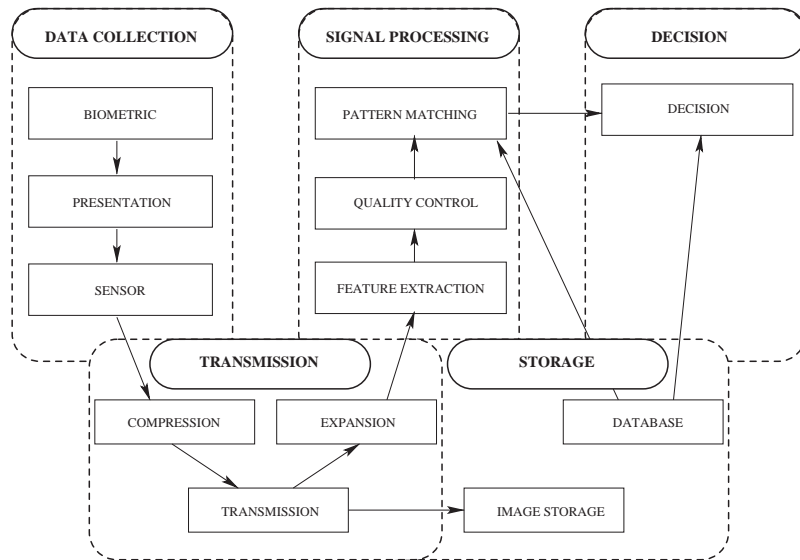 DATA COLLECTION
SIGNAL PROCESSING
DECISION
BIOMETRIC
PATTERN MATCHING
DECISION
PRESENTATION
QUALITY CONTROL
SENSOR
FEATURE EXTRACTION
TRANSMISSION
STORAGE
COMPRESSION
EXPANSION
DATABASE
TRANSMISSION
IMAGE STORAGE